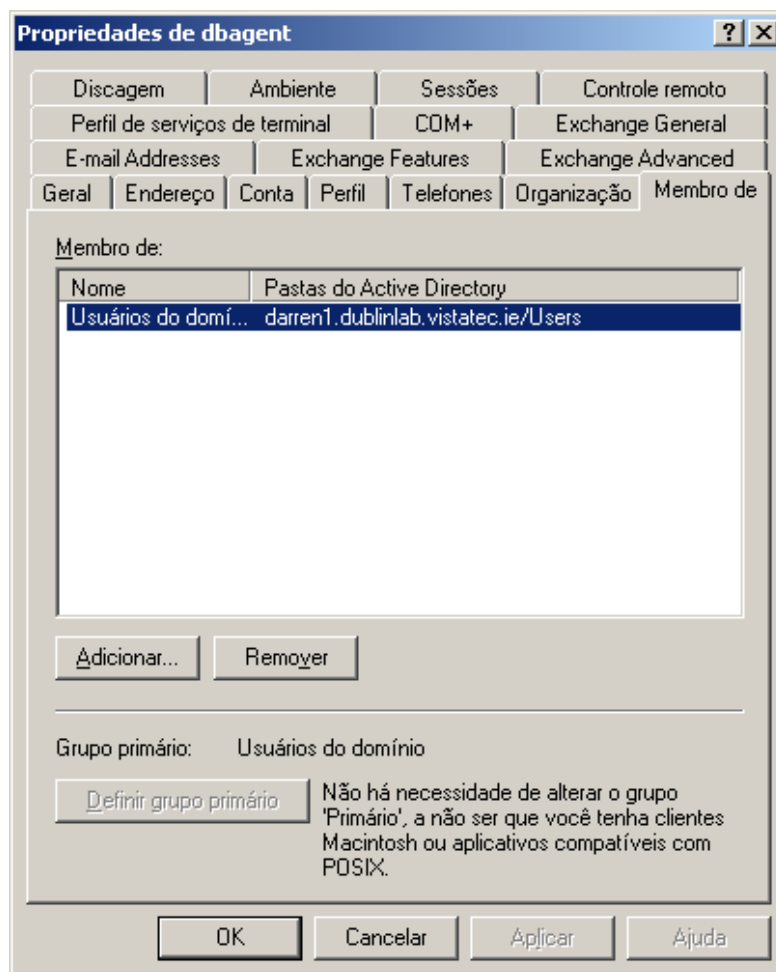 Propriedades de dbagent
Discagem Ambiente Sessões Controle remoto
Perfil de serviços de terminal COM+ Exchange General
E-mail Addresses Exchange Features Exchange Advanced
Geral Endereço Conta Perfil Telefones Organização Membro de
Membro de:
Nome Pastas do Active Directory
Usuários do domí... darren1.dublinlab.vistatec.ie/Users
Adicionar... Remover
Grupo primário: Usuários do domínio
Definir grupo primário
Não há necessidade de alterar o grupo
'Primário', a não ser que você tenha clientes
Macintosh ou aplicativos compatíveis com
POSIX.
OK Cancelar Aplicar Ajuda